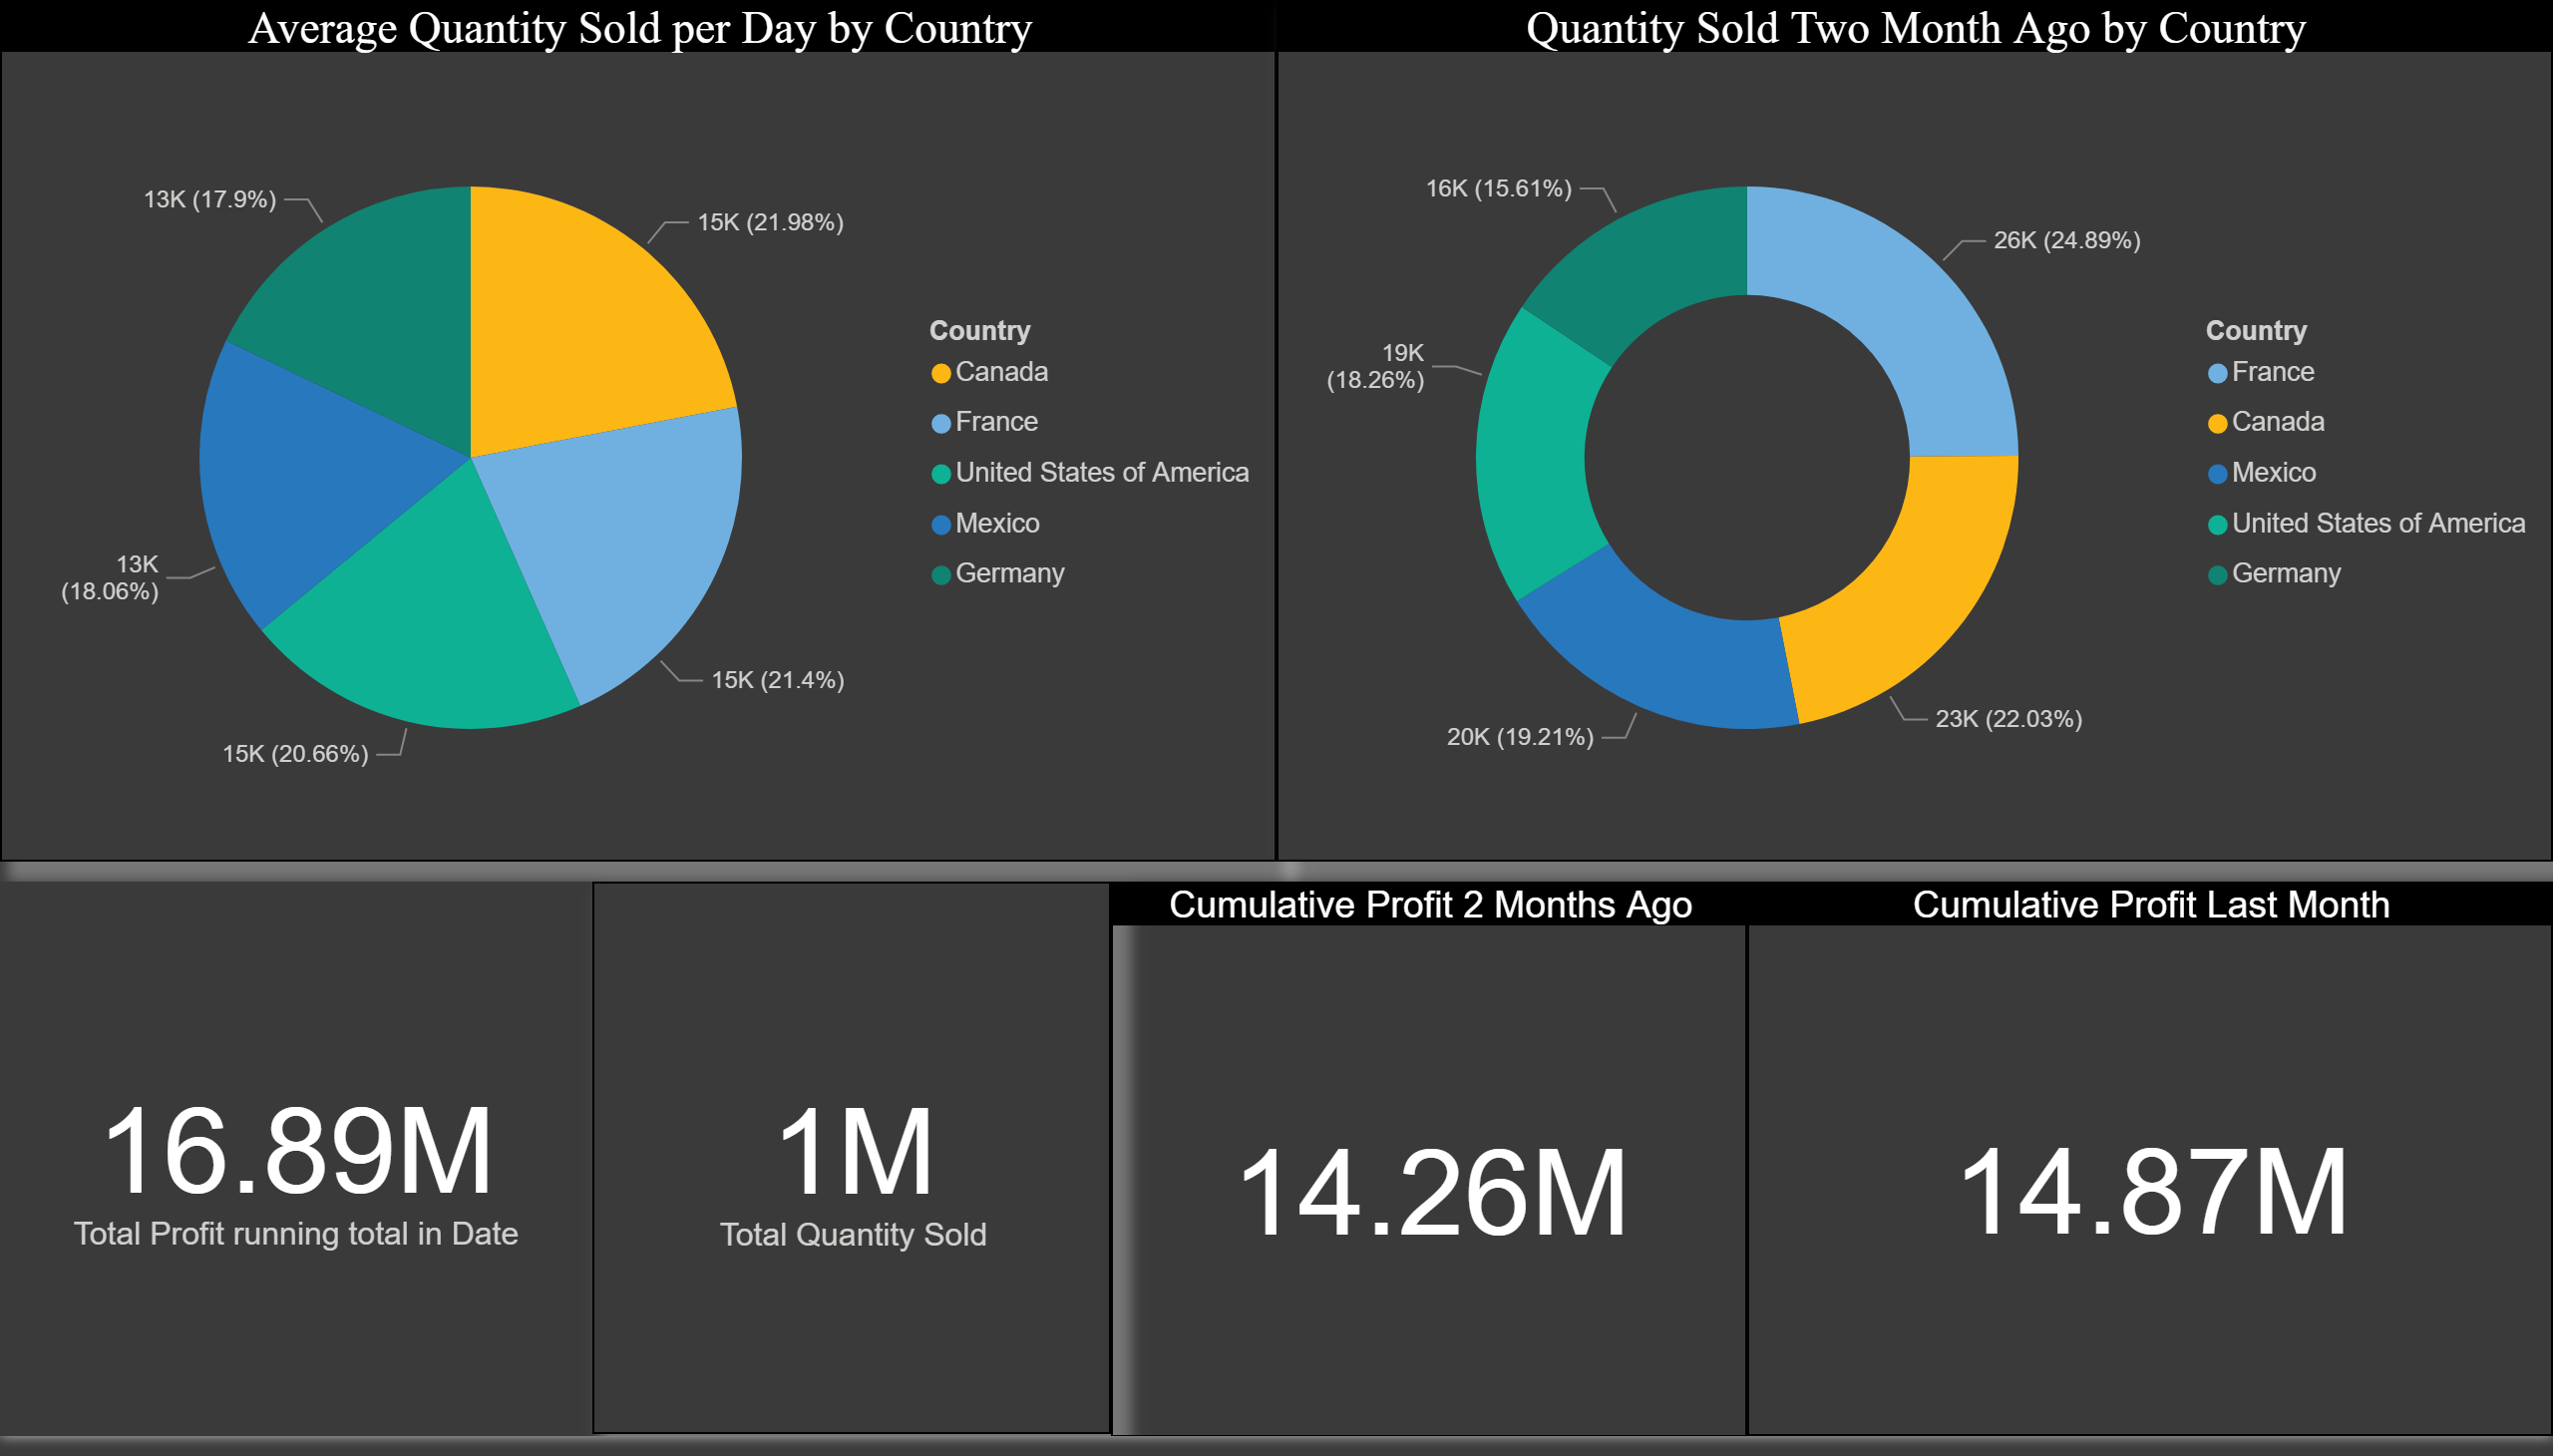 Average Quantity Sold per Day by Country
13K (17.9%)
15K (21.98%)
13K
(18.06%)
15K (21.4%)
15K (20.66%)
Country
Canada
France
United States of America
Mexico
Germany
Quantity Sold Two Month Ago by Country
16K (15.61%)
26K (24.89%)
19K
(18.26%)
23K (22.03%)
20K (19.21%)
Country
France
Canada
Mexico
United States of America
Germany
16.89M
Total Profit running total in Date
1M
Total Quantity Sold
Cumulative Profit 2 Months Ago
14.26M
Cumulative Profit Last Month
14.87M